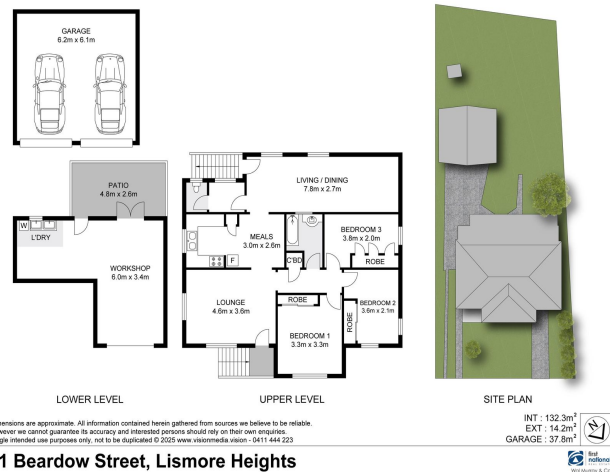 GARAGE
6.2m x 6.1m
PATIO
4.8m x 2.6m
W
L'DRY
WORKSHOP
6.0m x 3.4m
LIVING / DINING
7.8m x 2.7m
MEALS
3.0m x 2.6m
BEDROOM 3
3.8m x 2.0m
F
C'BD
ROBE
LOUNGE
4.6m x 3.6m
ROBE
BEDROOM 1
3.3m x 3.3m
ROBE
BEDROOM 2
3.6m x 2.1m
LOWER LEVEL
UPPER LEVEL
SITE PLAN
mensions are approximate. All information contained herein gathered from sources we believe to be reliable.
wever we cannot guarantee its accuracy and interested persons should rely on their own enquiries.
gle intended use purposes only, not to be duplicated © 2025 www.visionmedia.vision - 0411 444 223
INT : 132.3m²
EXT : 14.2m²
GARAGE : 37.8m²
1 Beardow Street, Lismore Heights
first
national